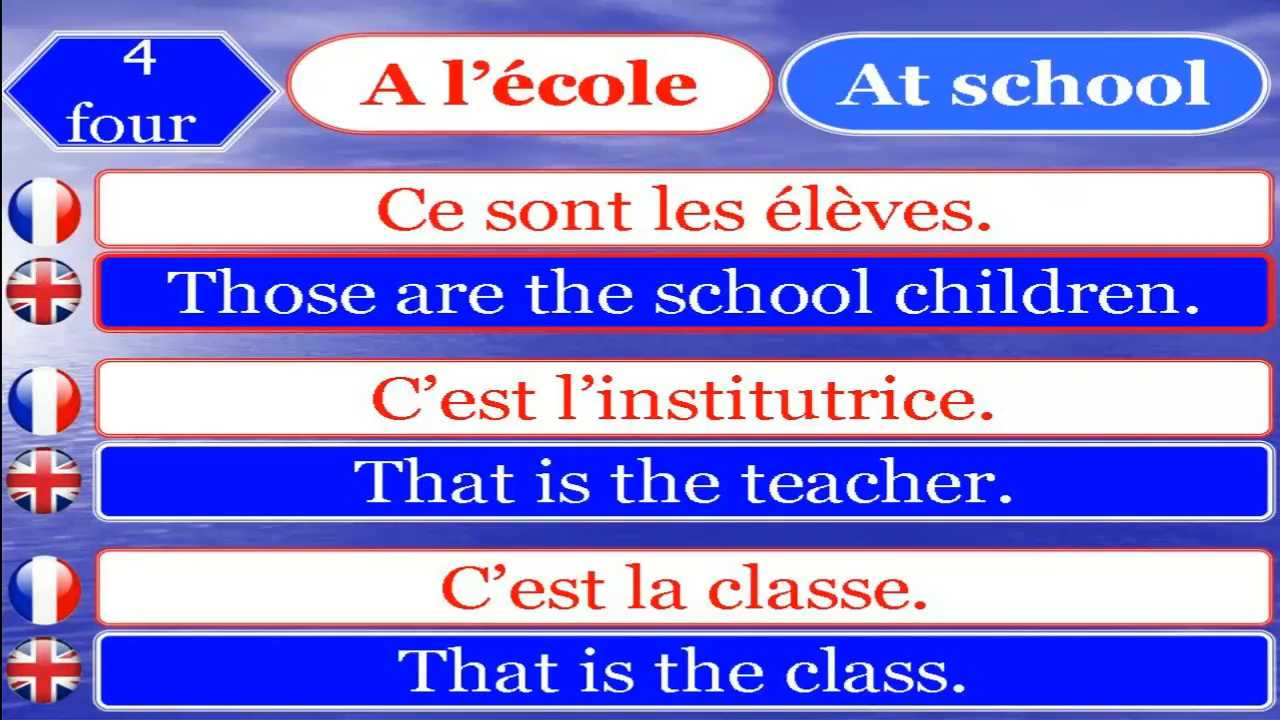 4
four
A l’école
At school
Ce sont les élèves.
Those are the school children.
C’est l’institutrice.
That is the teacher.
C’est la classe.
That is the class.